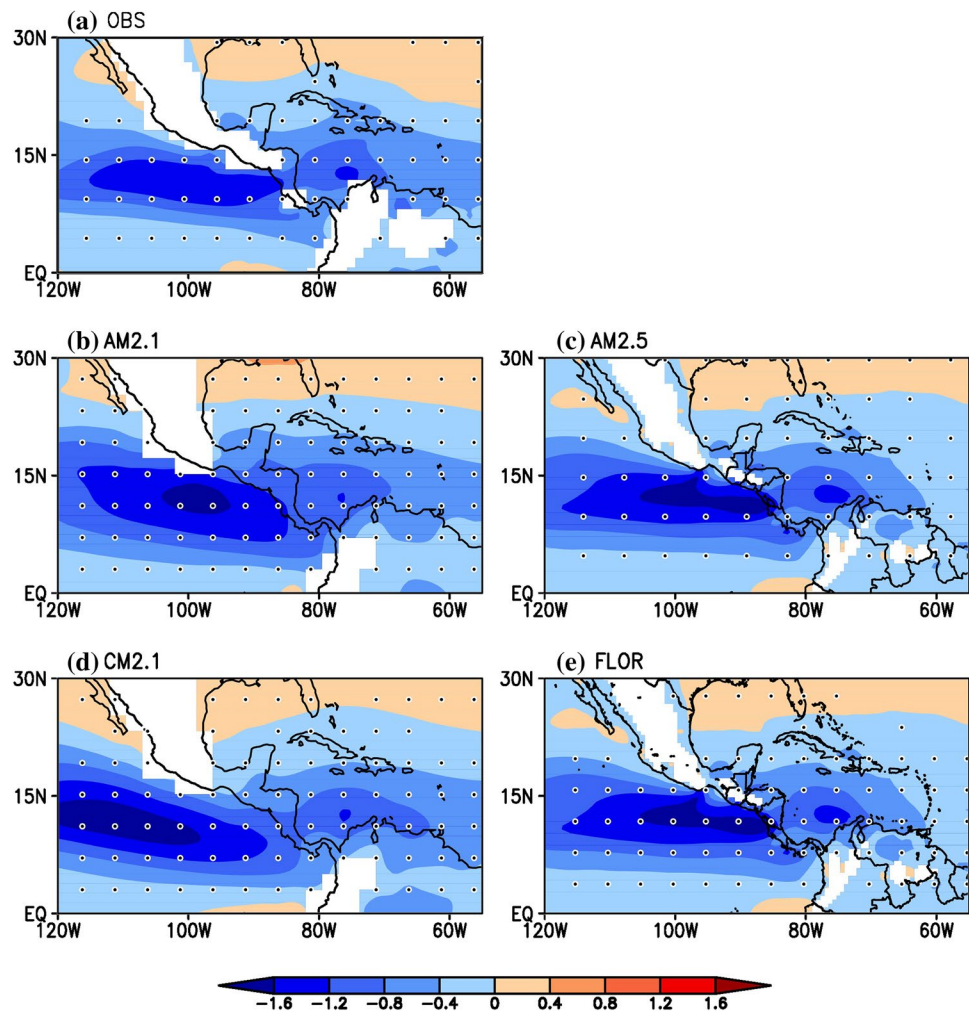 (a) OBS
30N
15N
EQ
120W 100W 80W 60W
(b) AM2.1 (c) AM2.5
30N 30N
15N 15N
EQ EQ
120W 100W 80W 60W 120W 100W 80W 60W
(d) CM2.1 (e) FLOR
30N 30N
15N 15N
EQ EQ
120W 100W 80W 60W 120W 100W 80W 60W
-1.6 -1.2 -0.8 -0.4 0 0.4 0.8 1.2 1.6